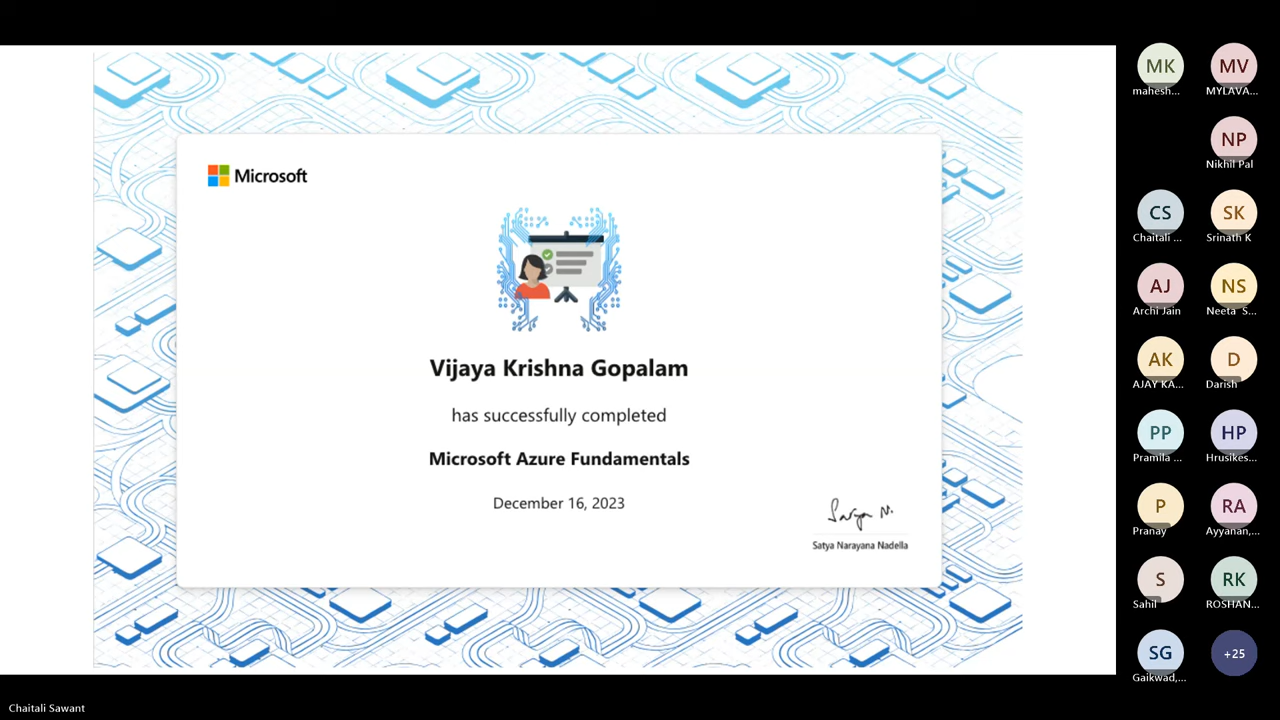 Microsoft
Vijaya Krishna Gopalam
has successfully completed
Microsoft Azure Fundamentals
December 16, 2023
Satya N.
Satya Narayana Nadella
MK
mahesh...
MV
MYLAVA...
NP
Nikhil Pal
CS
Chaitali ...
SK
Srinath K
AJ
Archi Jain
NS
Neeta S...
AK
AJAY KA...
D
Darish
PP
Pramila ...
HP
Hrusikes...
P
Pranay
RA
Ayyanan,...
S
Sahil
RK
ROSHAN...
SG
Gaikwad,...
+25
Chaitali Sawant